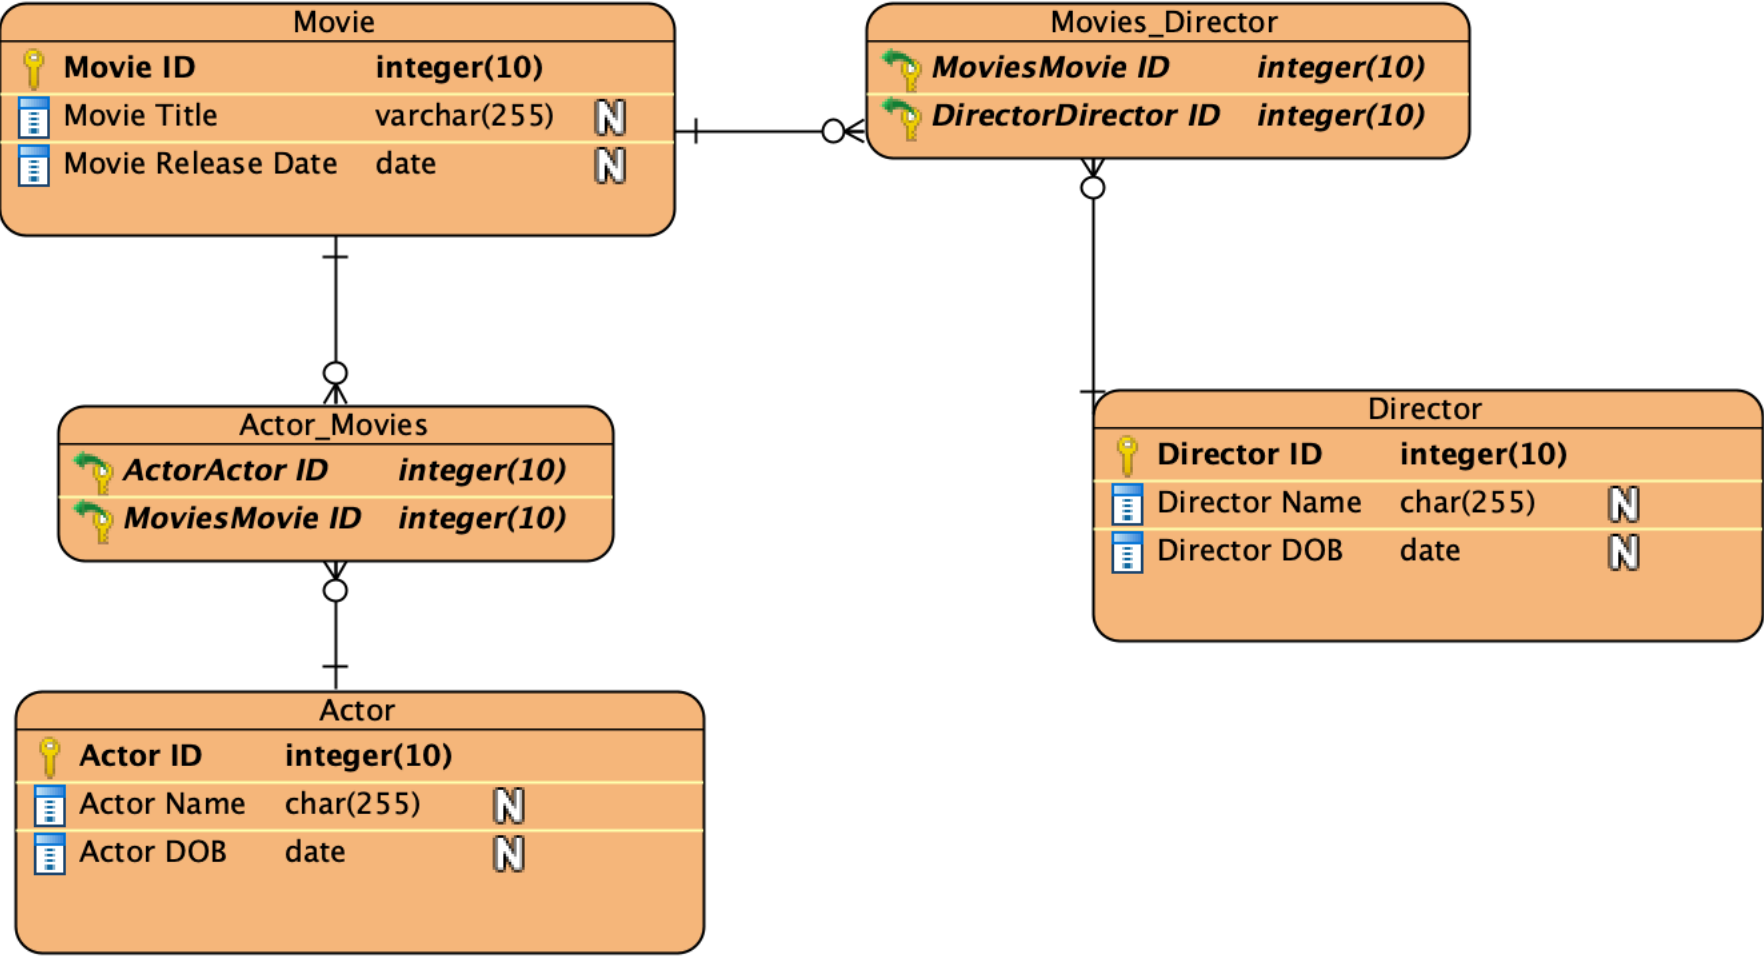 Movie
Movie ID integer(10)
Movie Title varchar(255) N
Movie Release Date date N
Movies_Director
MoviesMovie ID integer(10)
DirectorDirector ID integer(10)
Actor_Movies
ActorActor ID integer(10)
MoviesMovie ID integer(10)
Director
Director ID integer(10)
Director Name char(255) N
Director DOB date N
Actor
Actor ID integer(10)
Actor Name char(255) N
Actor DOB date N